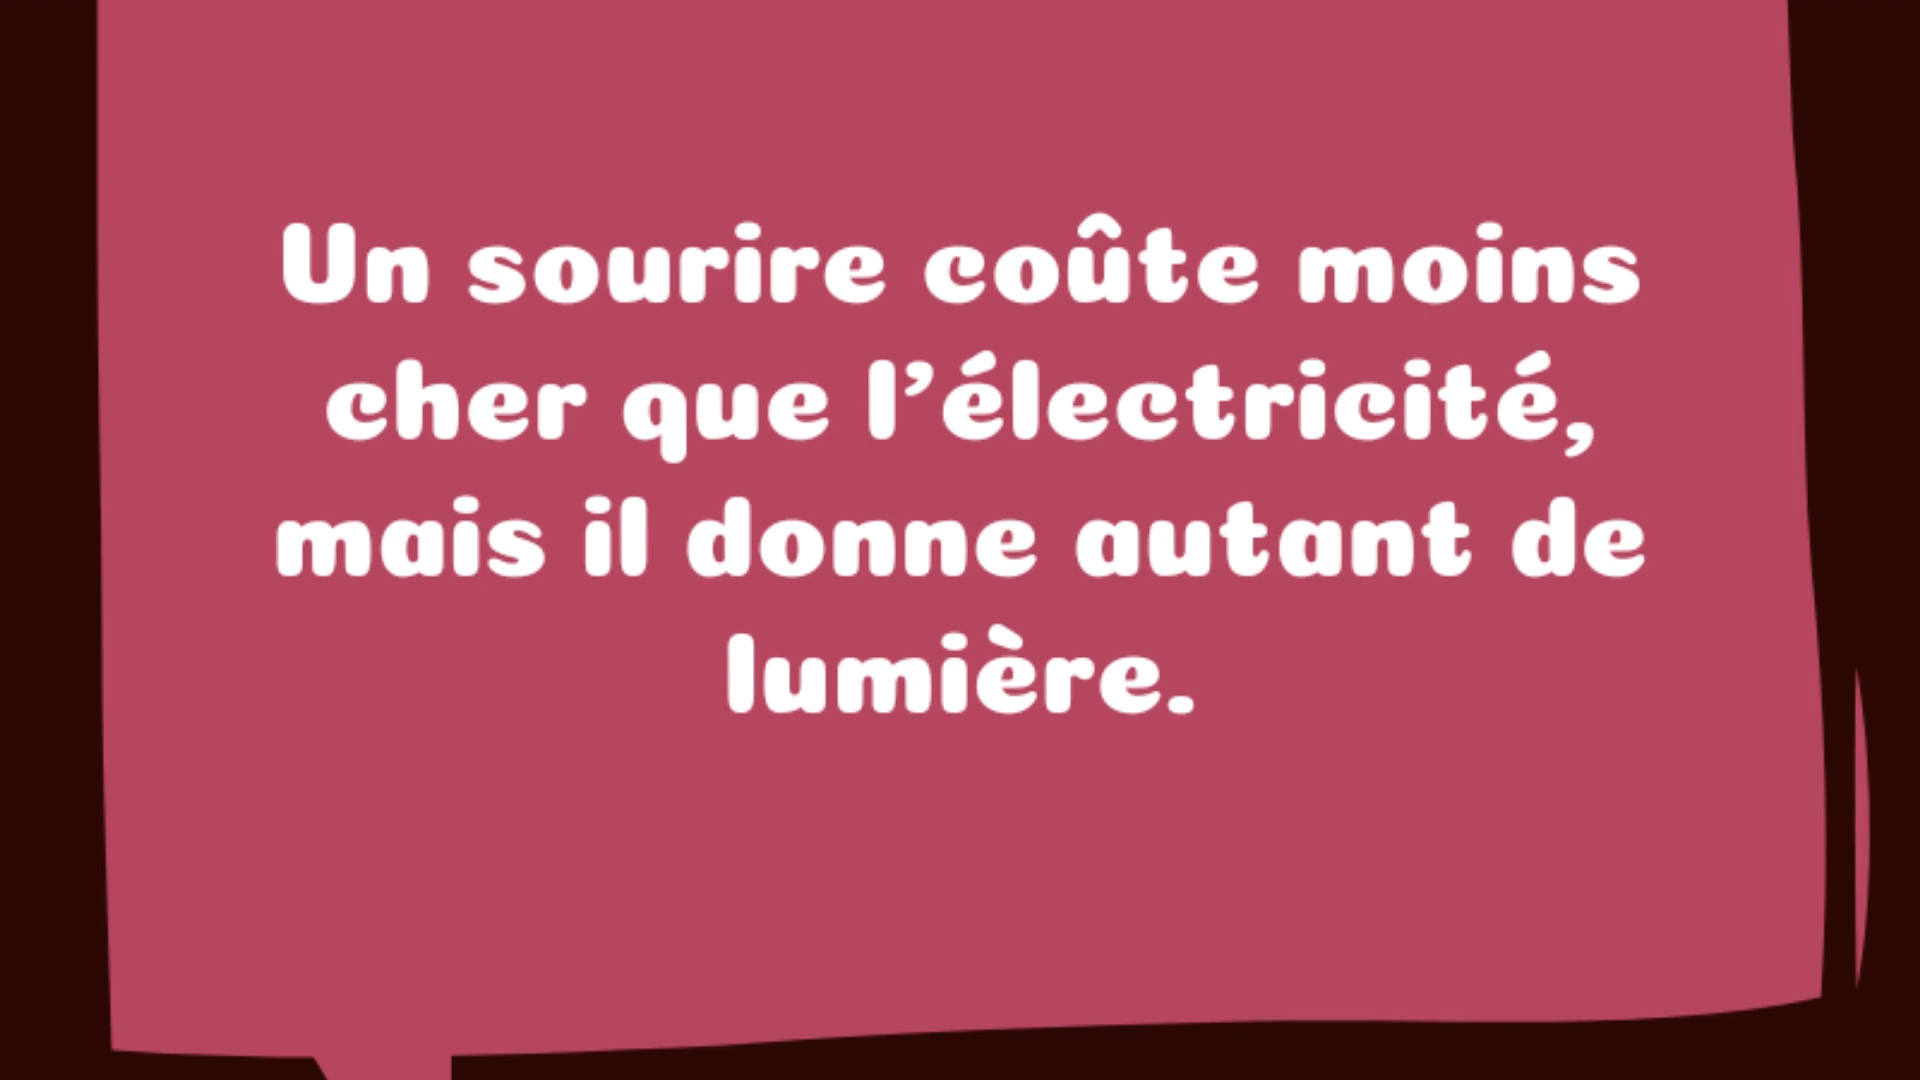 Un sourire coûte moins
cher que l’électricité,
mais il donne autant de
lumière.